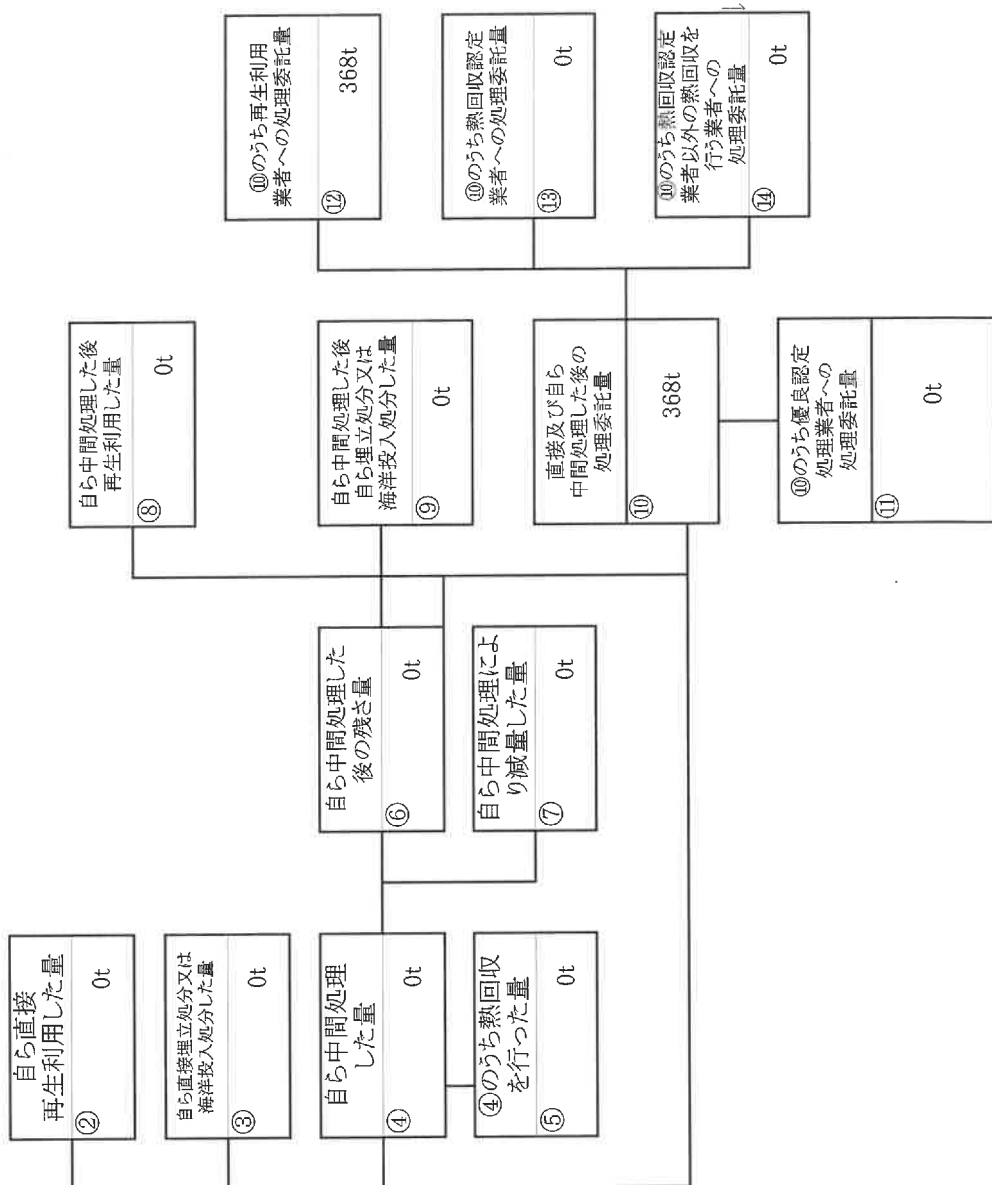 自ら直接
再生利用した量
②
0t
自ら直接埋立処分又は
海洋投入処分した量
③
0t
自ら中間処理
した量
④
0t
④のうち熱回収
を行った量
⑤
0t
自ら中間処理した
後の残さ量
⑥
0t
自ら中間処理によ
り減量した量
⑦
0t
自ら中間処理した後
再生利用した量
⑧
0t
自ら中間処理した後
自ら埋立処分又は
海洋投入処分した量
⑨
0t
直接及び自ら
中間処理した後の
処理委託量
⑩
368t
⑩のうち優良認定
処理業者への
処理委託量
⑪
0t
⑩のうち再生利用
業者への処理委託量
⑫
368t
⑩のうち熱回収認定
業者への処理委託量
⑬
0t
⑩のうち熱回収認定
業者以外の熱回収を
行う業者への
処理委託量
⑭
0t